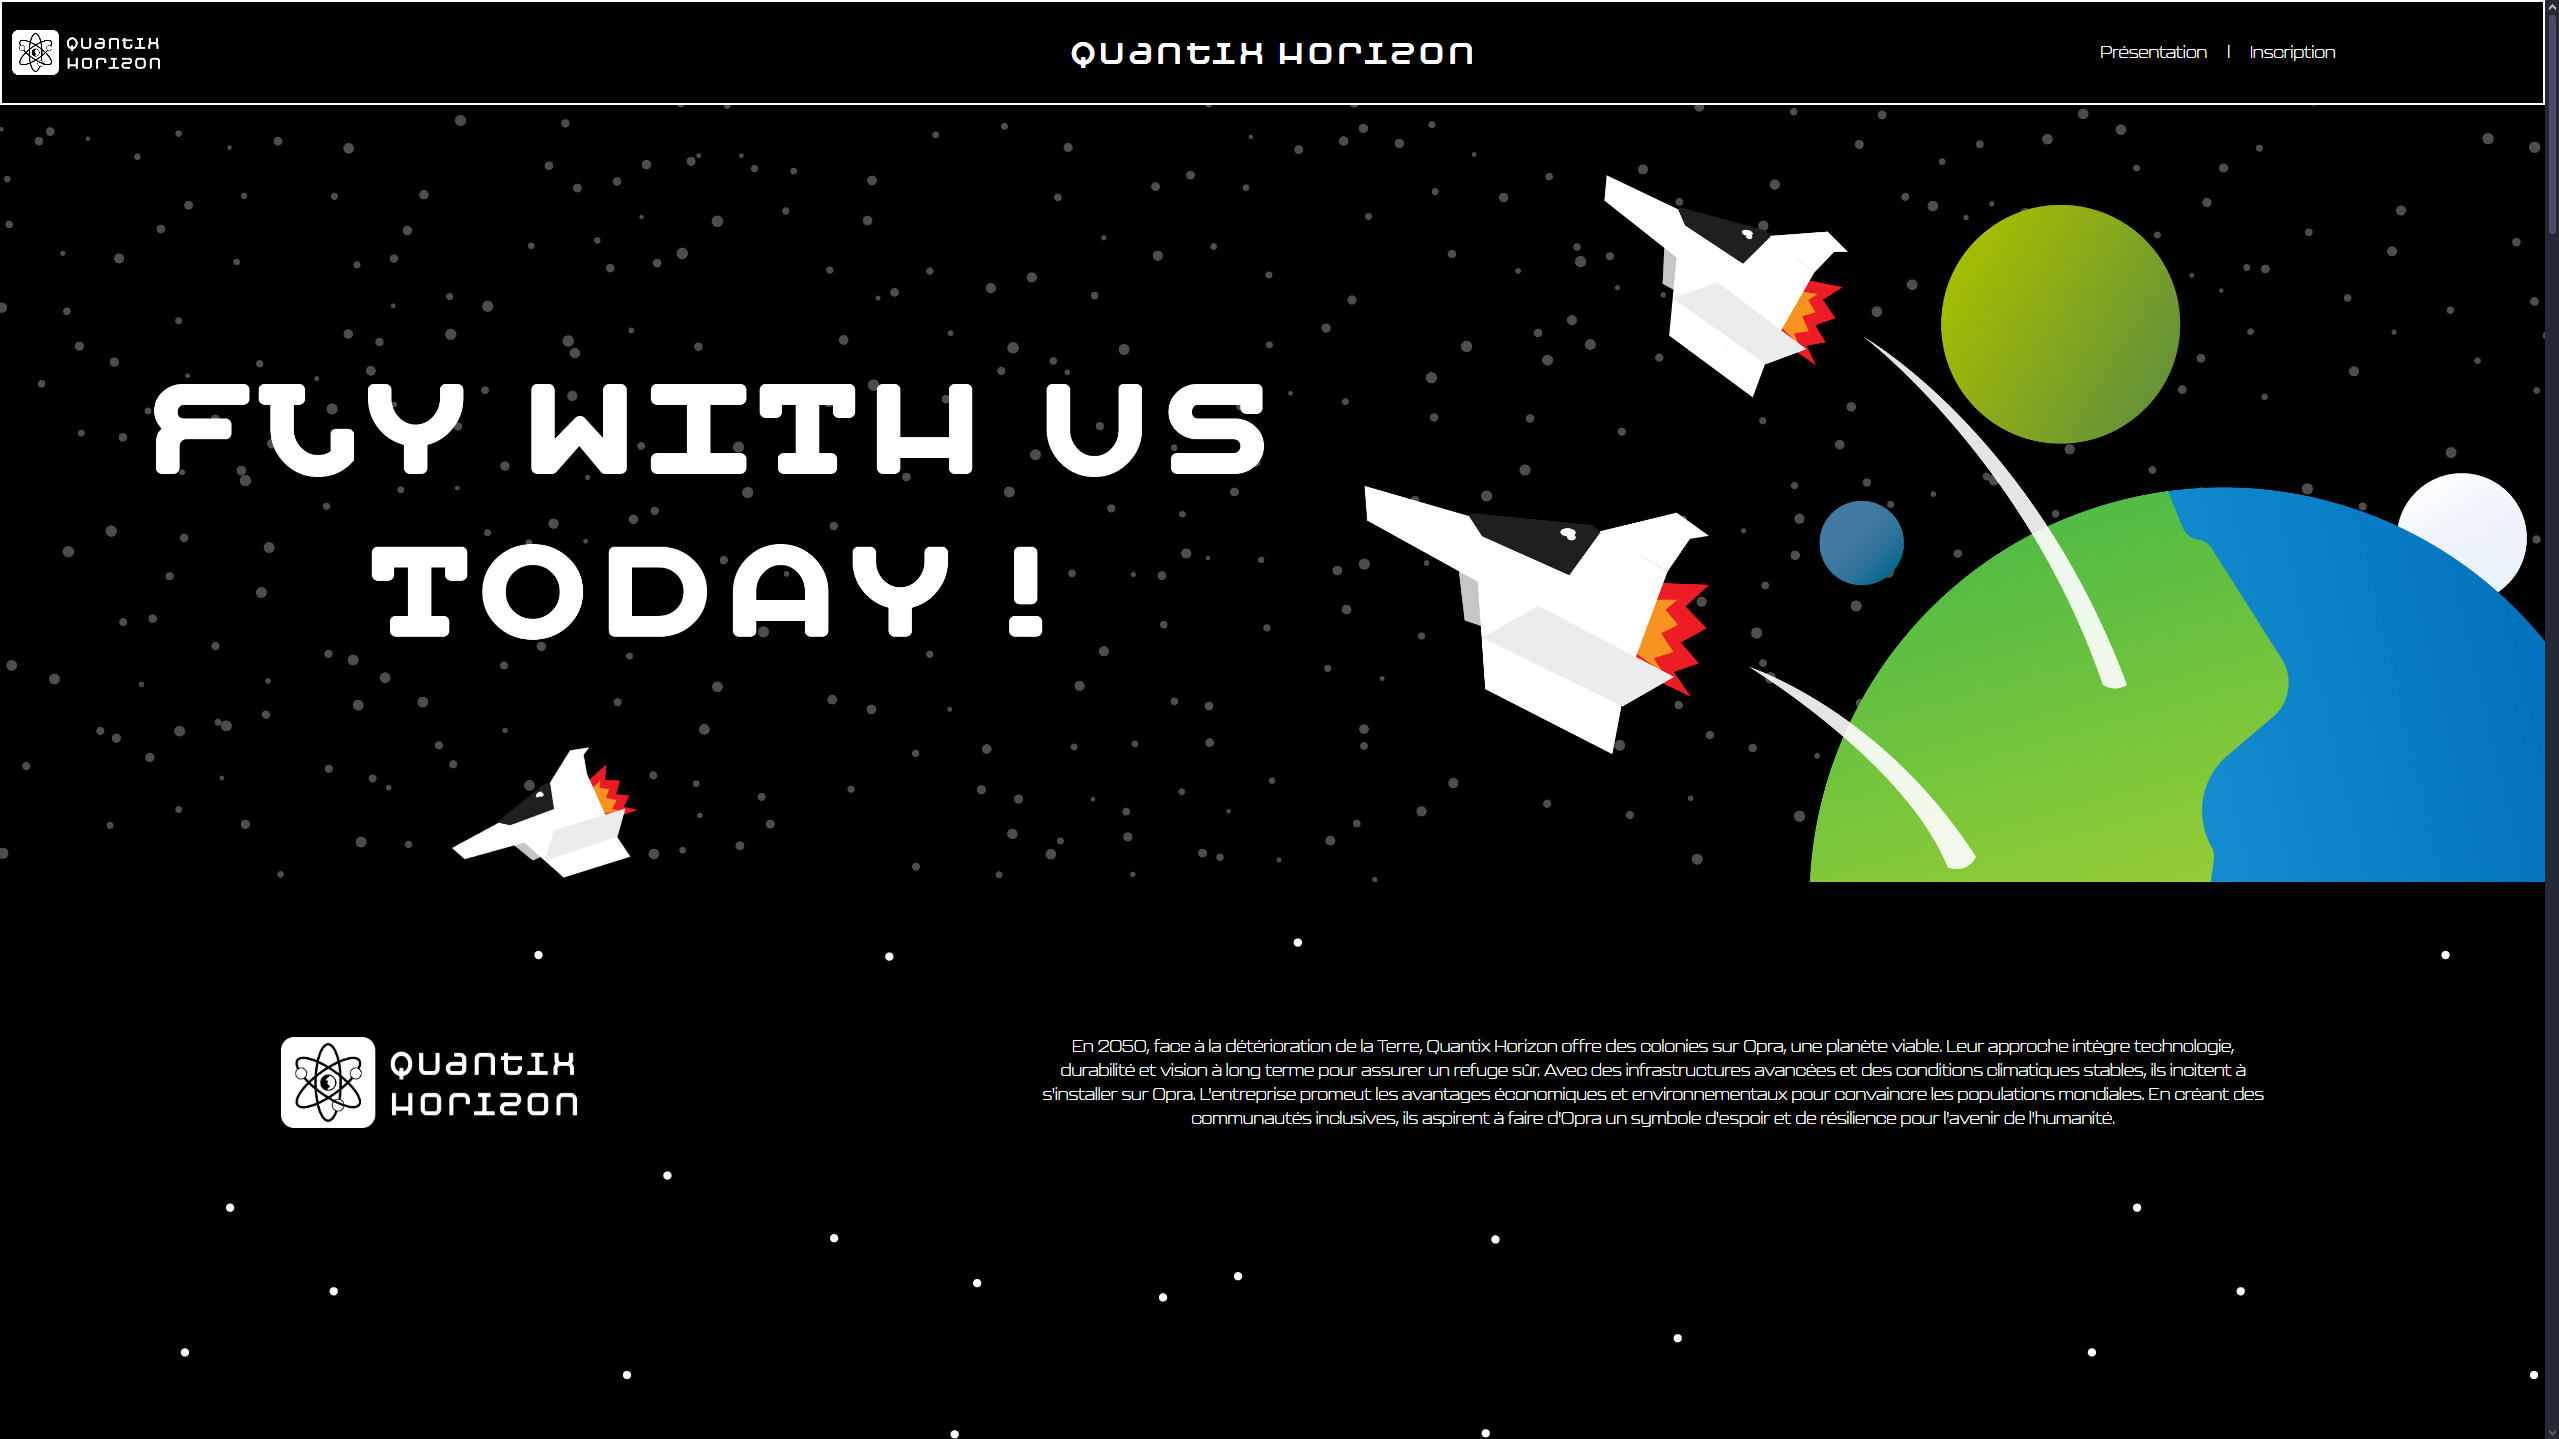 Quantix
Horizon
Quantix Horizon
Présentation | Inscription
FLY WITH US
TODAY !
Quantix
Horizon
En 2050, face à la détérioration de la Terre, Quantix Horizon offre des colonies sur Opra, une planète viable. Leur approche intègre technologie,
durabilité et vision à long terme pour assurer un refuge sûr. Avec des infrastructures avancées et des conditions climatiques stables, ils incitent à
s'installer sur Opra. L'entreprise promeut les avantages économiques et environnementaux pour convaincre les populations mondiales. En créant des
communautés inclusives, ils aspirent à faire d'Opra un symbole d'espoir et de résilience pour l'avenir de l'humanité.